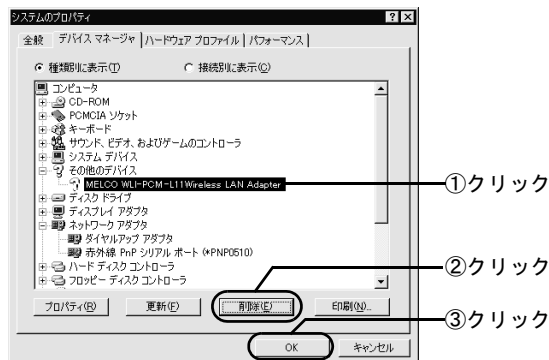 システムのプロパティ
全般 デバイス マネージャ ハードウェア プロファイル パフォーマンス
種類別に表示(T) 接続別に表示(C)
コンピュータ
CD-ROM
PCMCIA ソケット
キーボード
サウンド、ビデオ、およびゲームのコントローラ
システム デバイス
その他のデバイス
MELCO WLI-PCM-L11Wireless LAN Adapter
①クリック
ディスク ドライブ
ディスプレイ アダプタ
ネットワーク アダプタ
ダイヤルアップ アダプタ
赤外線 PnP シリアル ポート (*PNP0510)
ハード ディスク コントローラ
フロッピー ディスク コントローラ
②クリック
プロパティ(R) 更新(F) 削除(E) 印刷(N)...
③クリック
OK キャンセル